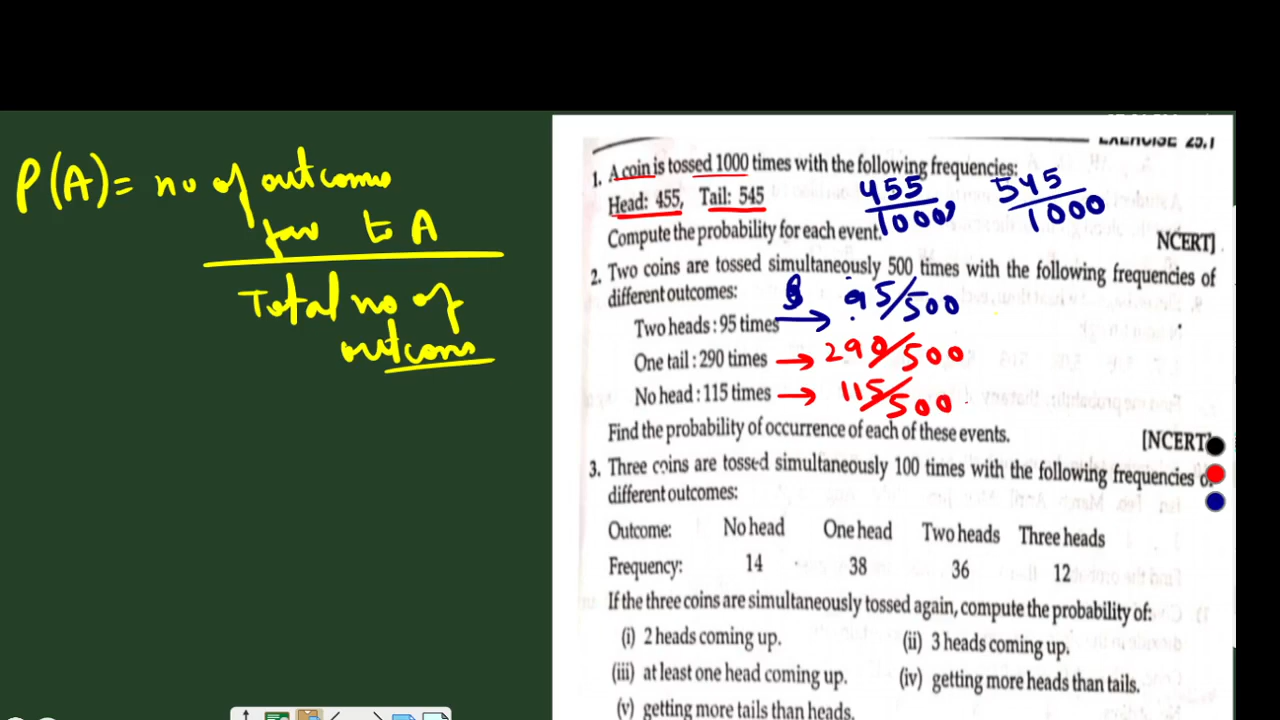 P(A) = no of outcomes
fav to A
Total no of
outcoms
EXERCISE 25.1
1. A coin is tossed 1000 times with the following frequencies:
Head: 455, Tail: 545
455/1000, 545/1000
Compute the probability for each event.
NCERT]
2. Two coins are tossed simultaneously 500 times with the following frequencies of
different outcomes:
Two heads : 95 times → 95/500
One tail : 290 times → 290/500
No head : 115 times → 115/500
Find the probability of occurrence of each of these events. [NCERT]
3. Three coins are tossed simultaneously 100 times with the following frequencies of
different outcomes:
Outcome: No head One head Two heads Three heads
Frequency: 14 38 36 12
If the three coins are simultaneously tossed again, compute the probability of:
(i) 2 heads coming up. (ii) 3 heads coming up.
(iii) at least one head coming up. (iv) getting more heads than tails.
(v) getting more tails than heads.